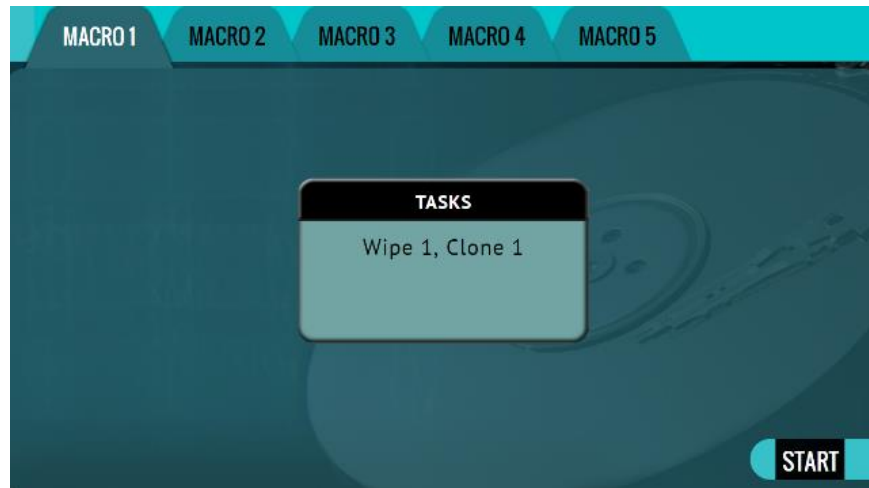 MACRO 1 MACRO 2 MACRO 3 MACRO 4 MACRO 5
TASKS
Wipe 1, Clone 1
START